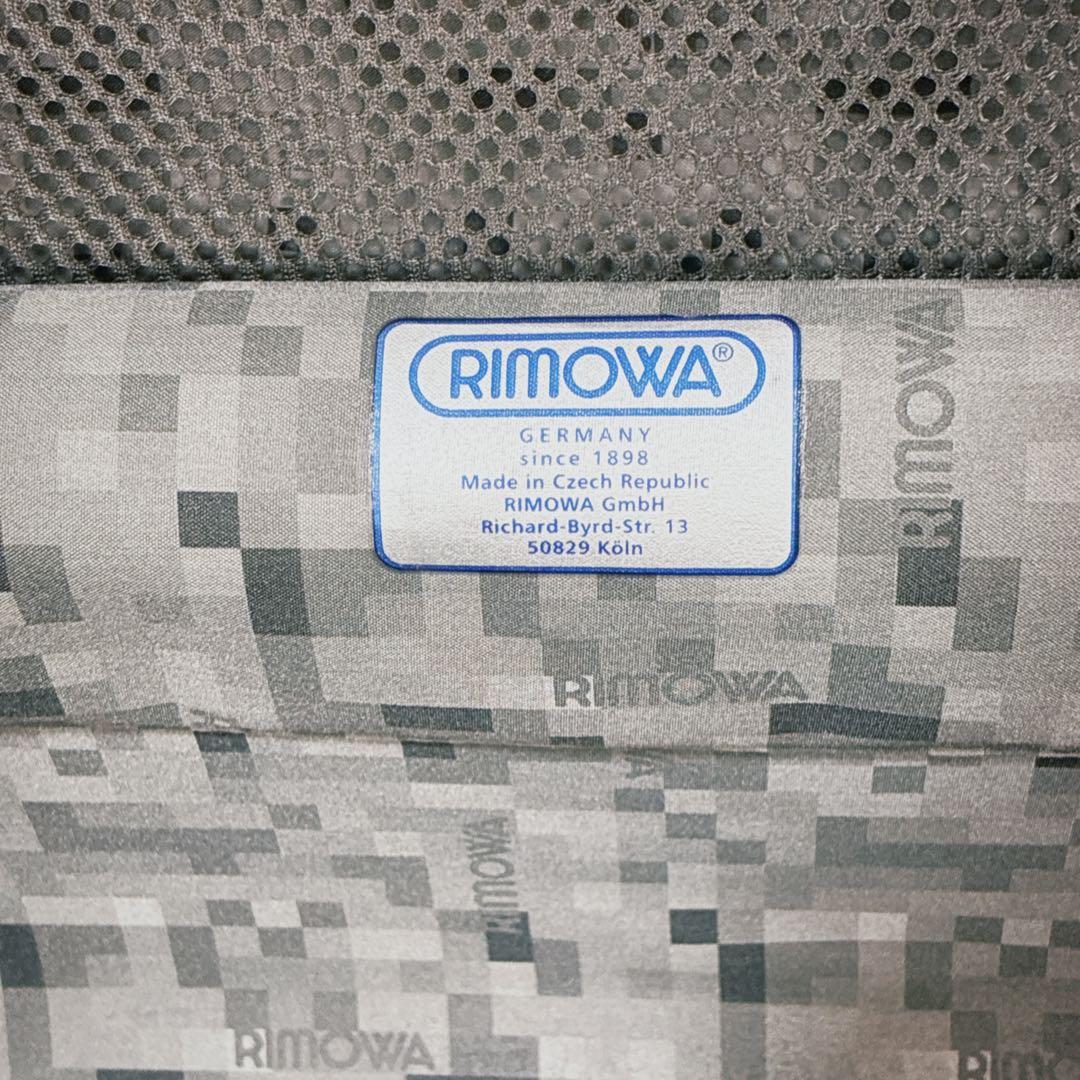 RIMOWA®
GERMANY
since 1898
Made in Czech Republic
RIMOWA GmbH
Richard-Byrd-Str. 13
50829 Köln
RIMOWA
RIMOWA
RIMOWA
RIMOWA